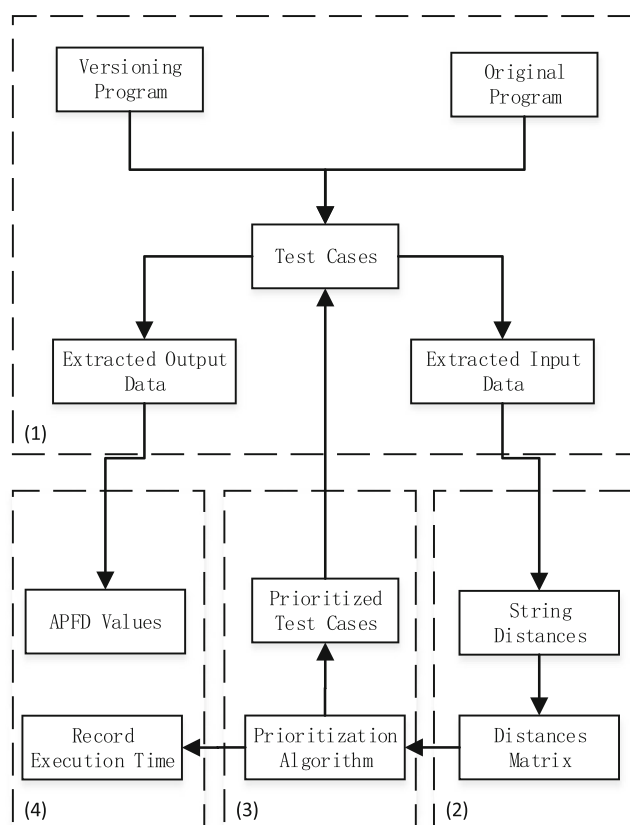 Versioning
Program
Original
Program
Test Cases
Extracted Output
Data
Extracted Input
Data
(1)
APFD Values
Prioritized
Test Cases
String
Distances
Record
Execution Time
Prioritization
Algorithm
Distances
Matrix
(4)
(3)
(2)